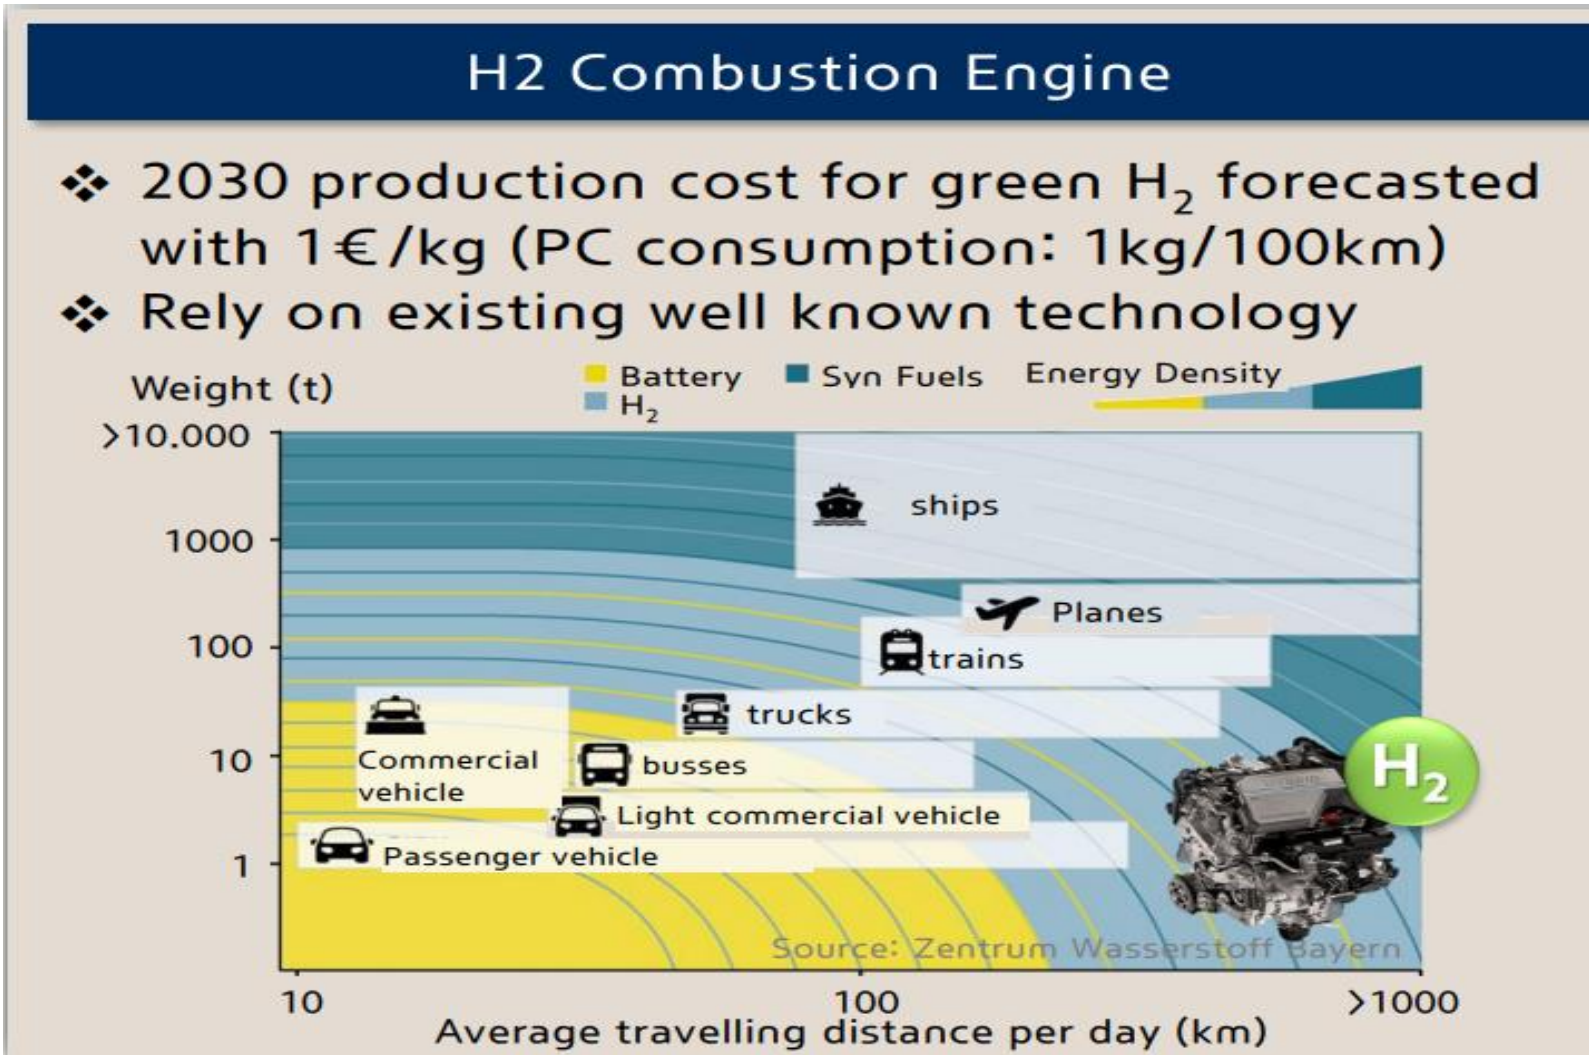 H2 Combustion Engine
❖ 2030 production cost for green H₂ forecasted
with 1€/kg (PC consumption: 1kg/100km)
❖ Rely on existing well known technology
Weight (t)
Battery
Syn Fuels
Energy Density
H₂
>10.000
ships
1000
Planes
100
trains
trucks
10
Commercial
vehicle
busses
H₂
Light commercial vehicle
1
Passenger vehicle
Source: Zentrum Wasserstoff Bayern
10
100
>1000
Average travelling distance per day (km)